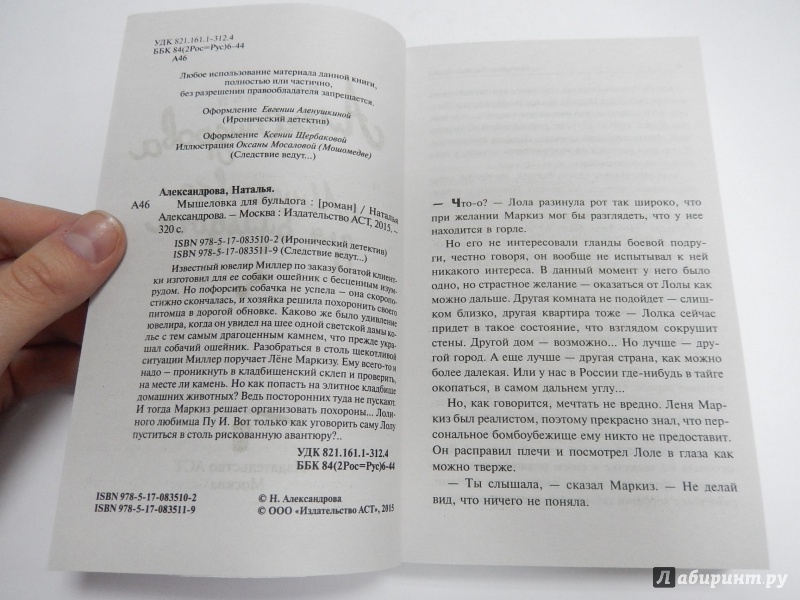 УДК 821.161.1-312.4
ББК 84(2Рос=Рус)6-44
А46
Любое использование материала данной книги,
полностью или частично,
без разрешения правообладателя запрещается.
Оформление Евгении Аленушкиной
(Иронический детектив)
Оформление Ксении Щербаковой
Иллюстрация Оксаны Мосаловой (Мошомедве)
(Следствие ведут...)
Александрова, Наталья.
А46 Мышеловка для бульдога : [роман] / Наталья
Александрова. – Москва : Издательство АСТ, 2015. –
320 с.
ISBN 978-5-17-083510-2 (Иронический детектив)
ISBN 978-5-17-083511-9 (Следствие ведут...)
Известный ювелир Миллер по заказу богатой клиент-
ки изготовил для ее собаки ошейник с бесценным изум-
рудом. Но пофорсить собачка не успела – она скоропо-
стижно скончалась, и хозяйка решила похоронить своего
питомца в дорогой обновке. Каково же было удивление
ювелира, когда он увидел на шее одной светской дамы ко-
лье с тем самым драгоценным камнем, что прежде укра-
шал собачий ошейник. Разобраться в столь щекотливой
ситуации Миллер поручает Лёне Маркизу. Ему всего-то и
надо – проникнуть в кладбищенский склеп и проверить,
на месте ли камень. Но как попасть на элитное кладбище
домашних животных? Ведь посторонних туда не пускают.
И тогда Маркиз решает организовать похороны... Лоли-
ного любимца Пу И. Вот только как уговорить саму Лолу
пуститься в столь рискованную авантюру?..
УДК 821.161.1-312.4
ББК 84(2Рос=Рус)6-44
ISBN 978-5-17-083510-2
ISBN 978-5-17-083511-9
© Н. Александрова
© ООО «Издательство АСТ», 2015
— Что-о? — Лола разинула рот так широко, что
при желании Маркиз мог бы разглядеть, что у нее
находится в горле.
Но его не интересовали гланды боевой подру-
ги, честно говоря, он вообще не испытывал к ней
никакого интереса. В данный момент у него было
одно, но страстное желание — оказаться от Лолы как
можно дальше. Другая комната не подойдет — слиш-
ком близко, другая квартира тоже — Лолка сейчас
придет в такое состояние, что взглядом сокрушит
стены. Другой дом — возможно... Но лучше — дру-
гой город. А еще лучше — другая страна, как можно
более далекая. Или у нас в России где-нибудь в тайге
окопаться, в самом дальнем углу...
Но, как говорится, мечтать не вредно. Леня Мар-
киз был реалистом, поэтому прекрасно знал, что пер-
сональное бомбоубежище ему никто не предоставит.
Он расправил плечи и посмотрел Лоле в глаза как
можно тверже.
— Ты слышала, — сказал Маркиз. — Не делай
вид, что ничего не поняла.
Лабиринт.ру